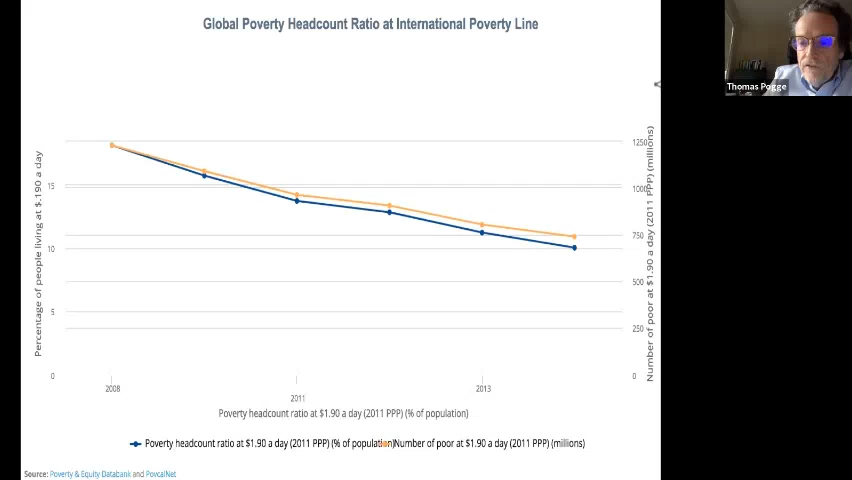 Global Poverty Headcount Ratio at International Poverty Line
Thomas Pogge
Percentage of people living at $.190 a day
15
10
5
0
1250
1000
750
500
250
0
Number of poor at $1.90 a day (2011 PPP) (millions)
2008
2011
2013
Poverty headcount ratio at $1.90 a day (2011 PPP) (% of population)
Poverty headcount ratio at $1.90 a day (2011 PPP) (% of population)
Number of poor at $1.90 a day (2011 PPP) (millions)
Source: Poverty & Equity Databank and PovcalNet